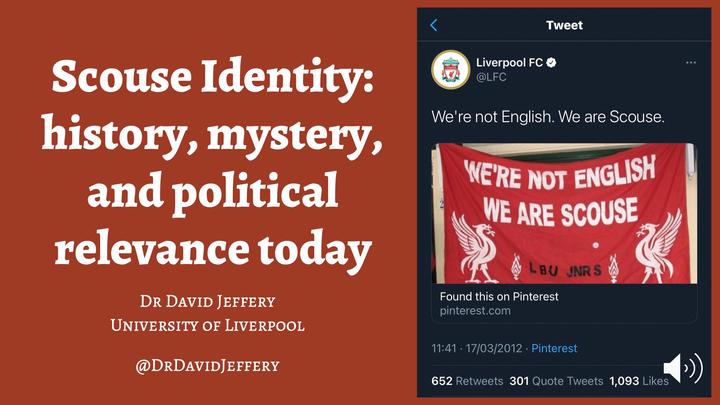 Scouse Identity:
history, mystery,
and political
relevance today
Dr David Jeffery
University of Liverpool
@DrDavidJeffery
Tweet
Liverpool FC
@LFC
We're not English. We are Scouse.
WE'RE NOT ENGLISH
WE ARE SCOUSE
LBU JNRS
Found this on Pinterest
pinterest.com
11:41 · 17/03/2012 · Pinterest
652 Retweets 301 Quote Tweets 1,093 Likes